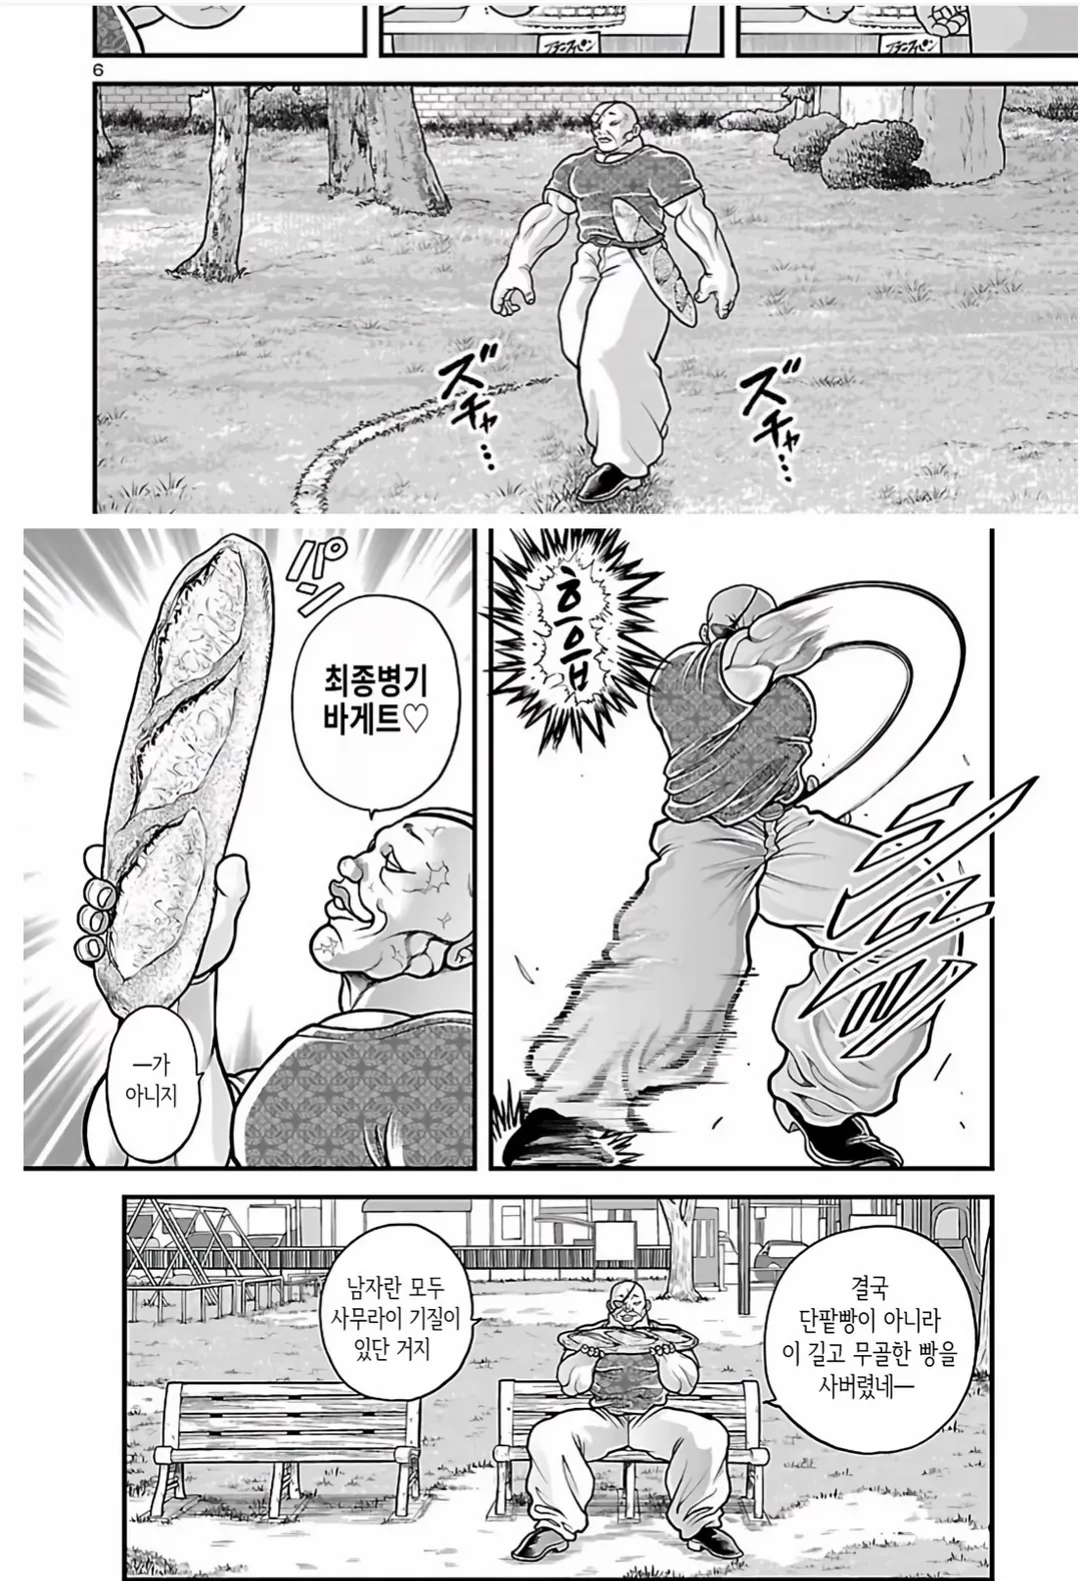 6
ズチャ…
ズチャ…
흐읍
パン
최종병기
바게트♡
—가
아니지
결국
단팥빵이 아니라
이 길고 무골한 빵을
사버렸네—
남자란 모두
사무라이 기질이
있단 거지